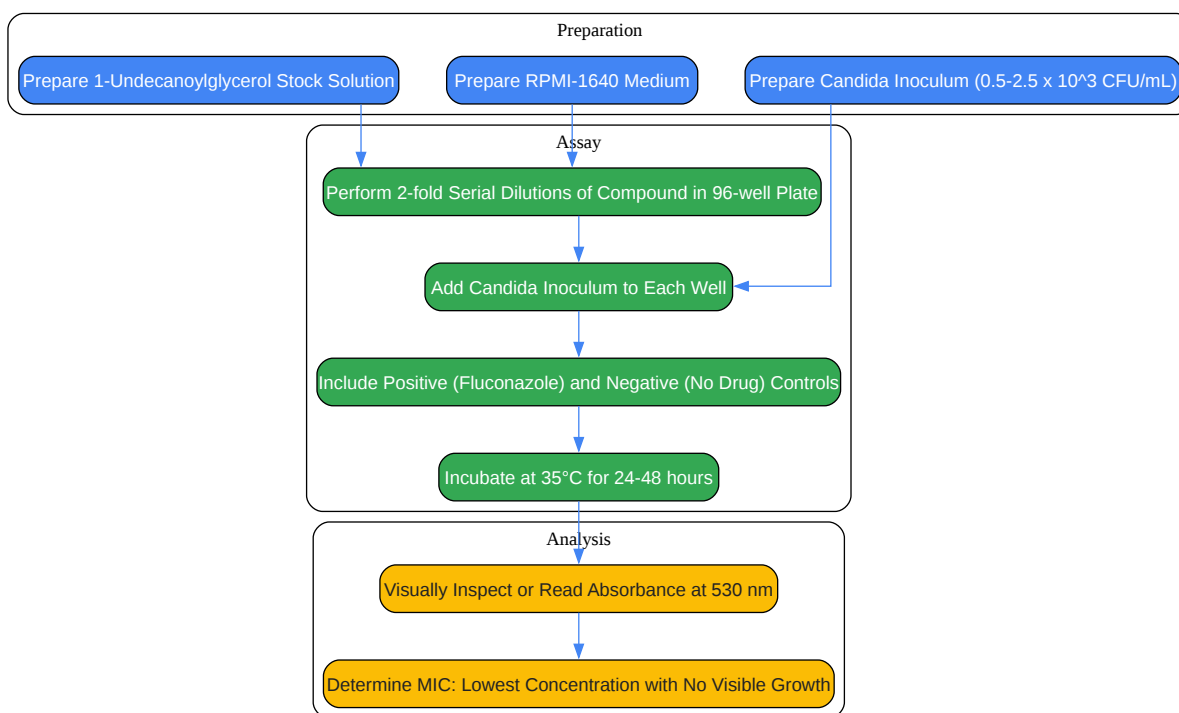 Preparation
Prepare 1-Undecanoylglycerol Stock Solution
Prepare RPMI-1640 Medium
Prepare Candida Inoculum (0.5-2.5 x 10^3 CFU/mL)
Assay
Perform 2-fold Serial Dilutions of Compound in 96-well Plate
Add Candida Inoculum to Each Well
Include Positive (Fluconazole) and Negative (No Drug) Controls
Incubate at 35°C for 24-48 hours
Analysis
Visually Inspect or Read Absorbance at 530 nm
Determine MIC: Lowest Concentration with No Visible Growth